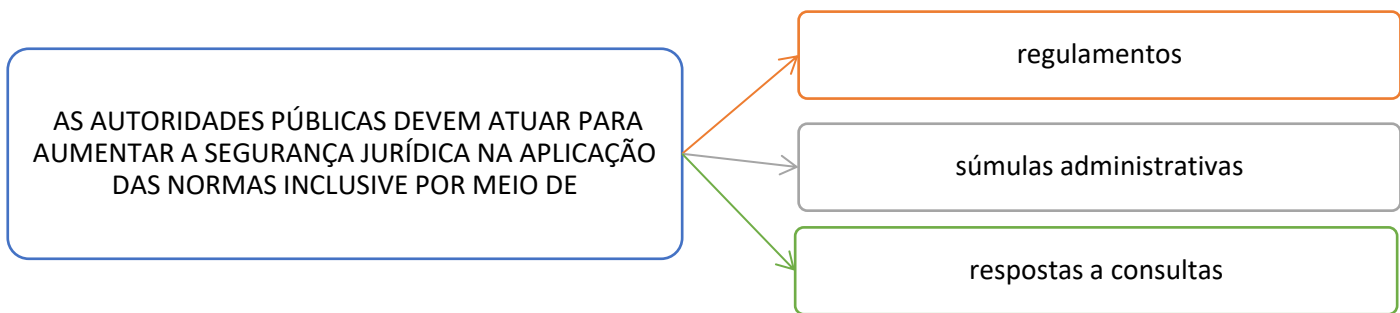 AS AUTORIDADES PÚBLICAS DEVEM ATUAR PARA
AUMENTAR A SEGURANÇA JURÍDICA NA APLICAÇÃO
DAS NORMAS INCLUSIVE POR MEIO DE
regulamentos
súmulas administrativas
respostas a consultas